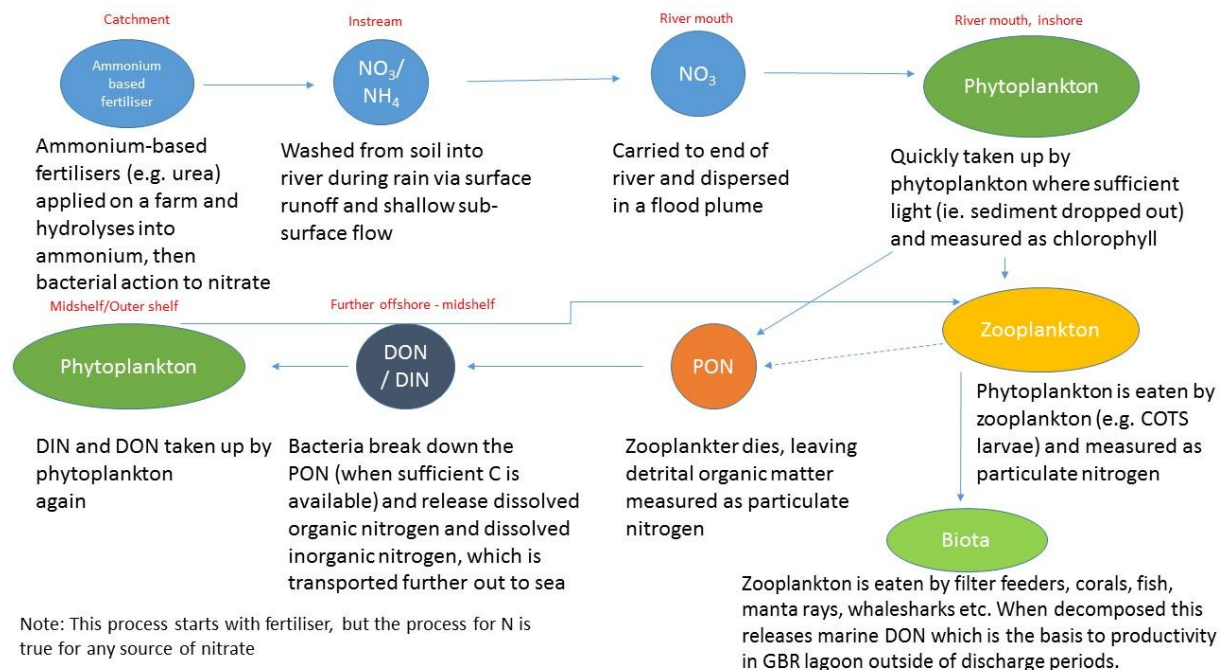 Catchment
Instream
River mouth
River mouth, inshore
Ammonium
based
fertiliser
NO₃/
NH₄
NO₃
Phytoplankton
Ammonium-based
fertilisers (e.g. urea)
applied on a farm and
hydrolyses into
ammonium, then
bacterial action to nitrate
Washed from soil into
river during rain via surface
runoff and shallow sub-
surface flow
Carried to end of
river and dispersed
in a flood plume
Quickly taken up by
phytoplankton where sufficient
light (ie. sediment dropped out)
and measured as chlorophyll
Midshelf/Outer shelf
Further offshore - midshelf
Phytoplankton
DON
/ DIN
PON
Zooplankton
DIN and DON taken up by
phytoplankton
again
Bacteria break down the
PON (when sufficient C is
available) and release dissolved
organic nitrogen and dissolved
inorganic nitrogen, which is
transported further out to sea
Zooplankter dies, leaving
detrital organic matter
measured as particulate
nitrogen
Phytoplankton is eaten by
zooplankton (e.g. COTS
larvae) and measured as
particulate nitrogen
Biota
Zooplankton is eaten by filter feeders, corals, fish,
manta rays, whalesharks etc. When decomposed this
releases marine DON which is the basis to productivity
in GBR lagoon outside of discharge periods.
Note: This process starts with fertiliser, but the process for N is
true for any source of nitrate